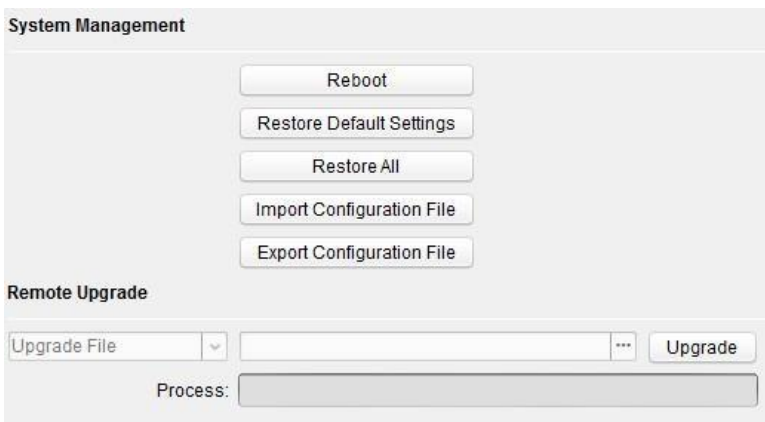 System Management
Reboot
Restore Default Settings
Restore All
Import Configuration File
Export Configuration File
Remote Upgrade
Upgrade File ... Upgrade
Process: